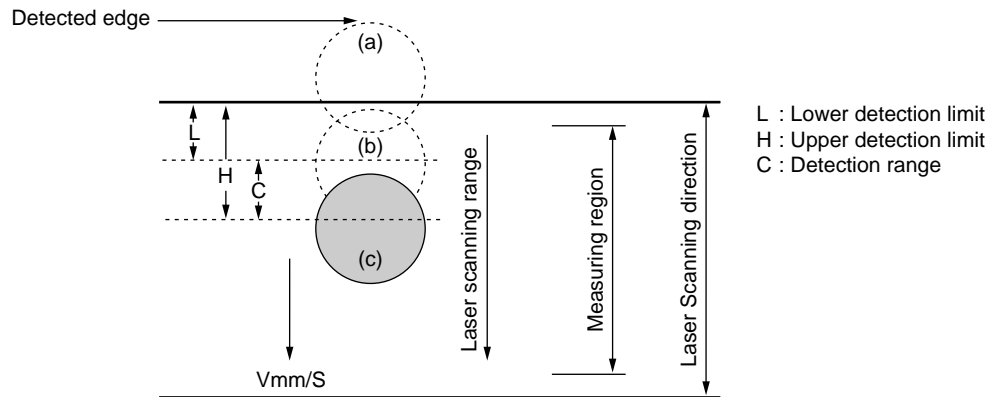 Detected edge
(a)
L
(b)
H
C
(c)
Vmm/S
Laser scanning range
Measuring region
Laser Scanning direction
L : Lower detection limit
H : Upper detection limit
C : Detection range